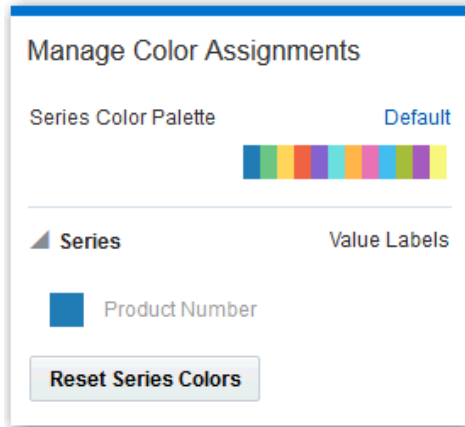 Manage Color Assignments
Series Color Palette Default
Series Value Labels
Product Number
Reset Series Colors